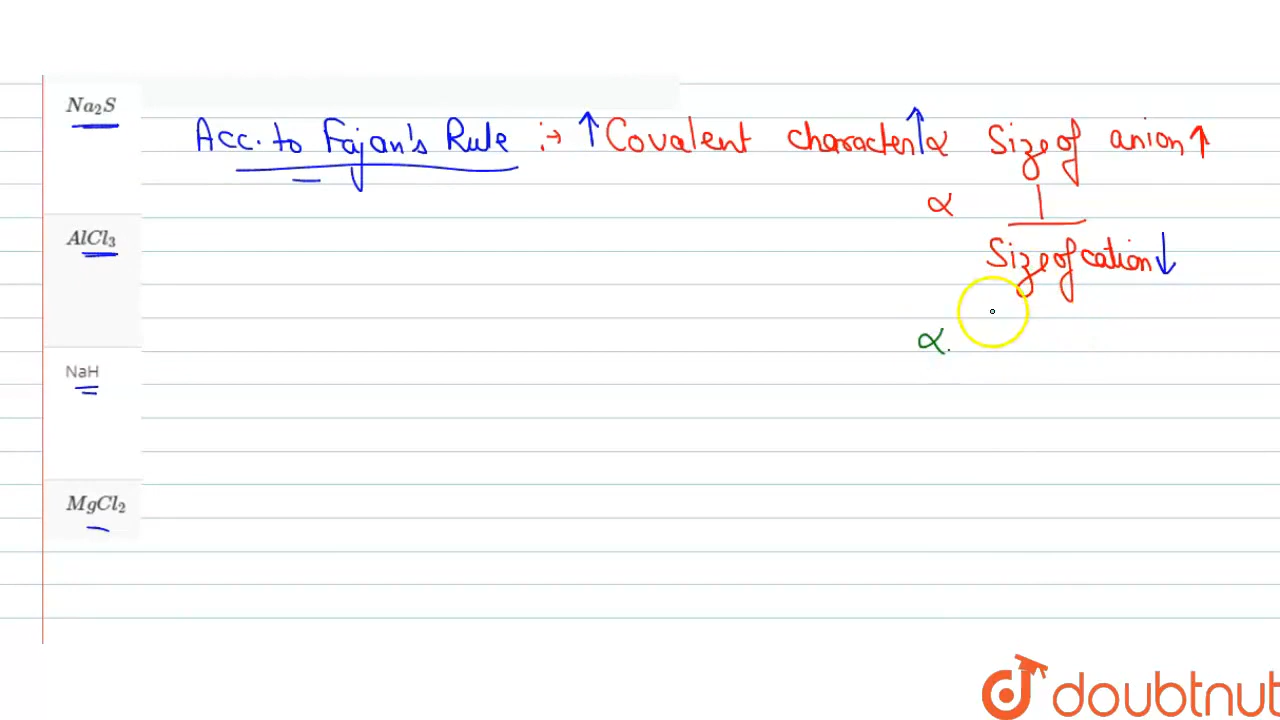 Na₂S
Acc. to Fajan's Rule :→ ↑ Covalent character ↑ ∝ Size of anion ↑
∝ 1
AlCl₃
Size of cation ↓
∝.
NaH
MgCl₂
doubtnut